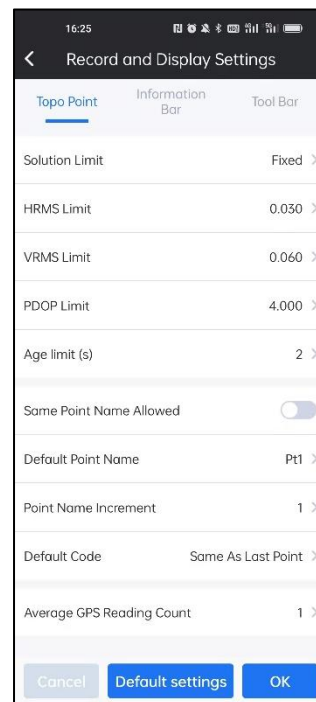 16:25
Record and Display Settings
Topo Point
Information
Bar
Tool Bar
Solution Limit Fixed
HRMS Limit 0.030
VRMS Limit 0.060
PDOP Limit 4.000
Age limit (s) 2
Same Point Name Allowed
Default Point Name Pt1
Point Name Increment 1
Default Code Same As Last Point
Average GPS Reading Count 1
Cancel Default settings OK